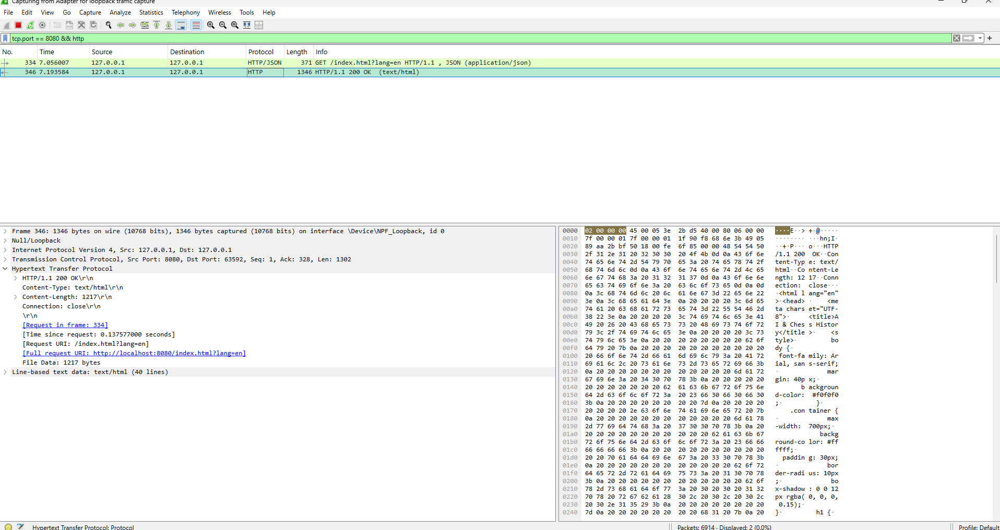 Capturing from Adapter for loopback traffic capture
File Edit View Go Capture Analyze Statistics Telephony Wireless Tools Help
tcp.port == 8080 && http
No. Time Source Destination Protocol Length Info
334 7.056007 127.0.0.1 127.0.0.1 HTTP/JSON 371 GET /index.html?lang=en HTTP/1.1 , JSON (application/json)
346 7.193584 127.0.0.1 127.0.0.1 HTTP 1346 HTTP/1.1 200 OK  (text/html)
Frame 346: 1346 bytes on wire (10768 bits), 1346 bytes captured (10768 bits) on interface \Device\NPF_Loopback, id 0
Null/Loopback
Internet Protocol Version 4, Src: 127.0.0.1, Dst: 127.0.0.1
Transmission Control Protocol, Src Port: 8080, Dst Port: 63592, Seq: 1, Ack: 328, Len: 1302
Hypertext Transfer Protocol
HTTP/1.1 200 OK\r\n
Content-Type: text/html\r\n
Content-Length: 1217\r\n
Connection: close\r\n
\r\n
[Request in frame: 334]
[Time since request: 0.137577000 seconds]
[Request URI: /index.html?lang=en]
[Full request URI: http://localhost:8080/index.html?lang=en]
File Data: 1217 bytes
Line-based text data: text/html (40 lines)
0000 02 00 00 00 45 00 05 3e 2b d5 40 00 80 06 00 00 ····E··> +·@·····
0010 7f 00 00 01 7f 00 00 01 1f 90 f8 68 6e 3b 49 05 ········ ···hn;I·
0020 89 aa 2b bf 50 18 00 fe 6f 85 00 00 48 54 54 50 ··+·P··· o···HTTP
0030 2f 31 2e 31 20 32 30 30 20 4f 4b 0d 0a 43 6f 6e /1.1 200 OK··Con
0040 74 65 6e 74 2d 54 79 70 65 3a 20 74 65 78 74 2f tent-Typ e: text/
0050 68 74 6d 6c 0d 0a 43 6f 6e 74 65 6e 74 2d 4c 65 html··Co ntent-Le
0060 6e 67 74 68 3a 20 31 32 31 37 0d 0a 43 6f 6e 6e ngth: 12 17··Conn
0070 65 63 74 69 6f 6e 3a 20 63 6c 6f 73 65 0d 0a 0d ection: close···
0080 0a 3c 68 74 6d 6c 20 6c 61 6e 67 3d 22 65 6e 22 ·<html l ang="en"
0090 3e 0a 3c 68 65 61 64 3e 0a 20 20 20 20 3c 6d 65 >·<head> · <me
00a0 74 61 20 63 68 61 72 73 65 74 3d 22 55 54 46 2d ta chars et="UTF-
00b0 38 22 3e 0a 20 20 20 20 3c 74 69 74 6c 65 3e 41 8">· <title>A
00c0 49 20 26 20 43 68 65 73 73 20 48 69 73 74 6f 72 I & Ches s Histor
00d0 79 3c 2f 74 69 74 6c 65 3e 0a 20 20 20 20 3c 73 y</title >· <s
00e0 74 79 6c 65 3e 0a 20 20 20 20 20 20 20 20 62 6f tyle>· bo
00f0 64 79 20 7b 0a 20 20 20 20 20 20 20 20 20 20 20 dy {·
0100 20 66 6f 6e 74 2d 66 61 6d 69 6c 79 3a 20 41 72 font-fa mily: Ar
0110 69 61 6c 2c 20 73 61 6e 73 2d 73 65 72 69 66 3b ial, san s-serif;
0120 0a 20 20 20 20 20 20 20 20 20 20 20 20 6d 61 72 · mar
0130 67 69 6e 3a 20 34 30 70 78 3b 0a 20 20 20 20 20 gin: 40p x;·
0140 20 20 20 20 20 20 20 62 61 63 6b 67 72 6f 75 6e b ackgroun
0150 64 2d 63 6f 6c 6f 72 3a 20 23 66 30 66 30 66 30 d-color: #f0f0f0
0160 3b 0a 20 20 20 20 20 20 20 20 7d 0a 20 20 20 20 ;· }·
0170 20 20 20 20 2e 63 6f 6e 74 61 69 6e 65 72 20 7b .con tainer {
0180 0a 20 20 20 20 20 20 20 20 20 20 20 20 6d 61 78 · max
0190 2d 77 69 64 74 68 3a 20 37 30 30 70 78 3b 0a 20 -width: 700px;·
01a0 20 20 20 20 20 20 20 20 20 20 20 62 61 63 6b 67 backg
01b0 72 6f 75 6e 64 2d 63 6f 6c 6f 72 3a 20 23 66 66 round-co lor: #ff
01c0 66 66 66 66 3b 0a 20 20 20 20 20 20 20 20 20 20 ffff;·
01d0 20 20 70 61 64 64 69 6e 67 3a 20 33 30 70 78 3b paddin g: 30px;
01e0 0a 20 20 20 20 20 20 20 20 20 20 20 20 62 6f 72 · bor
01f0 64 65 72 2d 72 61 64 69 75 73 3a 20 31 30 70 78 der-radi us: 10px
0200 3b 0a 20 20 20 20 20 20 20 20 20 20 20 20 62 6f ;· bo
0210 78 2d 73 68 61 64 6f 77 3a 20 30 20 30 20 31 32 x-shadow : 0 0 12
0220 70 78 20 72 67 62 61 28 30 2c 20 30 2c 20 30 2c px rgba( 0, 0, 0,
0230 20 30 2e 31 35 29 3b 0a 20 20 20 20 20 20 20 20 0.15);·
0240 7d 0a 20 20 20 20 20 20 20 20 68 31 20 7b 0a 20 }· h1 {·
Hypertext Transfer Protocol: Protocol Packets: 6914 · Displayed: 2 (0.0%) Profile: Default